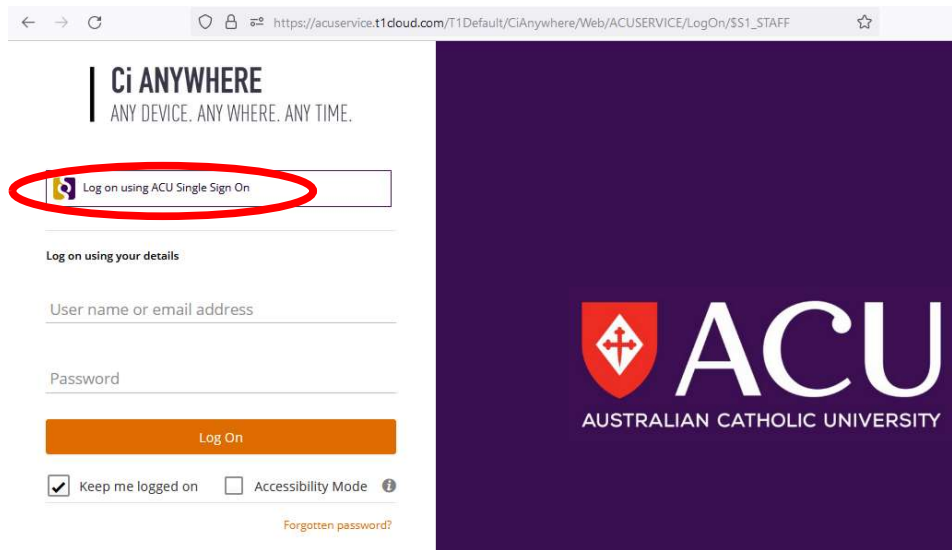 https://acuservice.t1cloud.com/T1Default/CiAnywhere/Web/ACUSERVICE/LogOn/$S1_STAFF
Ci ANYWHERE
ANY DEVICE. ANY WHERE. ANY TIME.
Log on using ACU Single Sign On
Log on using your details
User name or email address
Password
Log On
Keep me logged on
Accessibility Mode
Forgotten password?
ACU
AUSTRALIAN CATHOLIC UNIVERSITY